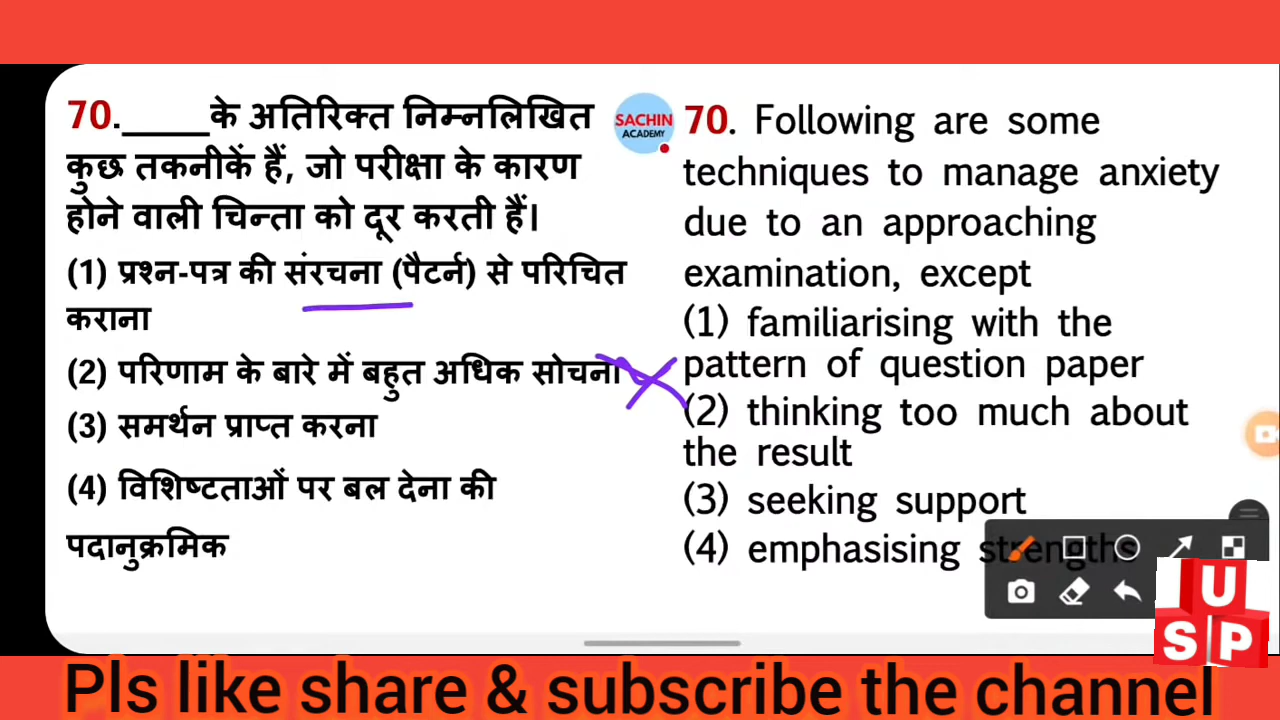 70._____के अतिरिक्त निम्नलिखित
कुछ तकनीकें हैं, जो परीक्षा के कारण
होने वाली चिन्ता को दूर करती हैं।
(1) प्रश्न-पत्र की संरचना (पैटर्न) से परिचित
कराना
(2) परिणाम के बारे में बहुत अधिक सोचना
(3) समर्थन प्राप्त करना
(4) विशिष्टताओं पर बल देना की
पदानुक्रमिक
SACHIN
ACADEMY
70. Following are some
techniques to manage anxiety
due to an approaching
examination, except
(1) familiarising with the
pattern of question paper
(2) thinking too much about
the result
(3) seeking support
(4) emphasising strengths
U
S P
Pls like share & subscribe the channel